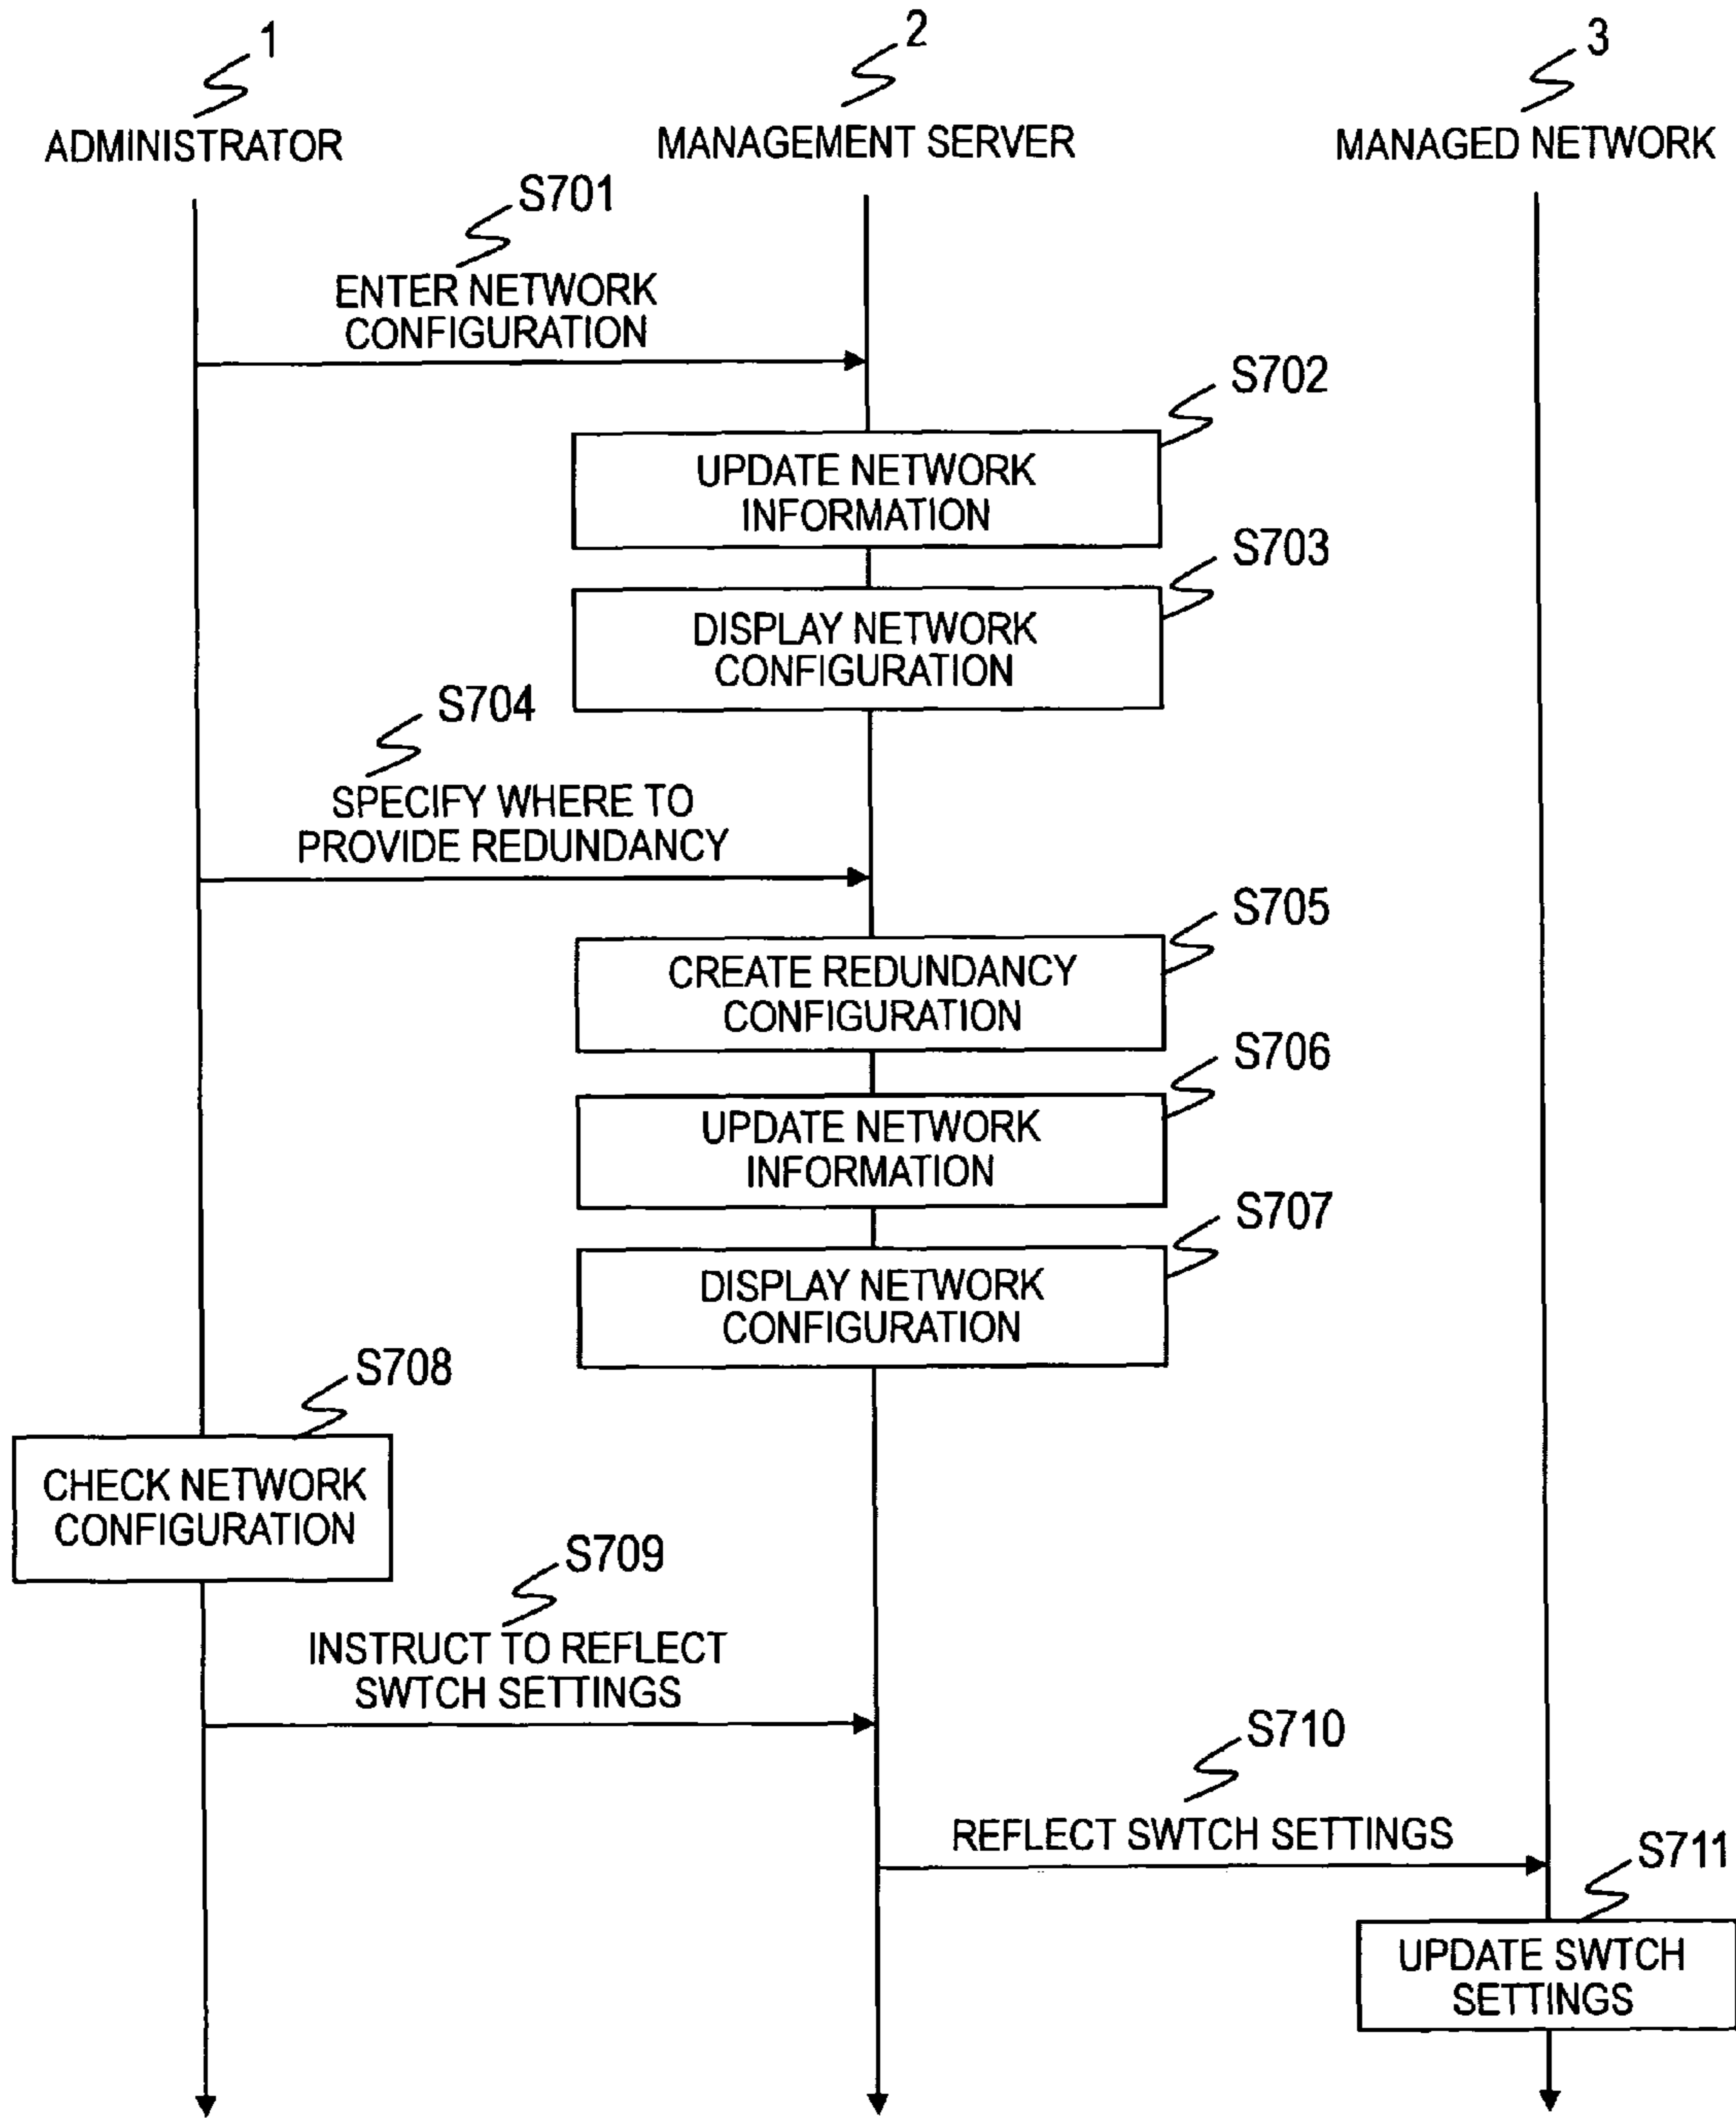 1
2
3
ADMINISTRATOR
MANAGEMENT SERVER
MANAGED NETWORK
S701
ENTER NETWORK
CONFIGURATION
S702
UPDATE NETWORK
INFORMATION
S703
DISPLAY NETWORK
CONFIGURATION
S704
SPECIFY WHERE TO
PROVIDE REDUNDANCY
S705
CREATE REDUNDANCY
CONFIGURATION
S706
UPDATE NETWORK
INFORMATION
S707
DISPLAY NETWORK
CONFIGURATION
S708
CHECK NETWORK
CONFIGURATION
S709
INSTRUCT TO REFLECT
SWTCH SETTINGS
S710
REFLECT SWTCH SETTINGS
S711
UPDATE SWTCH
SETTINGS